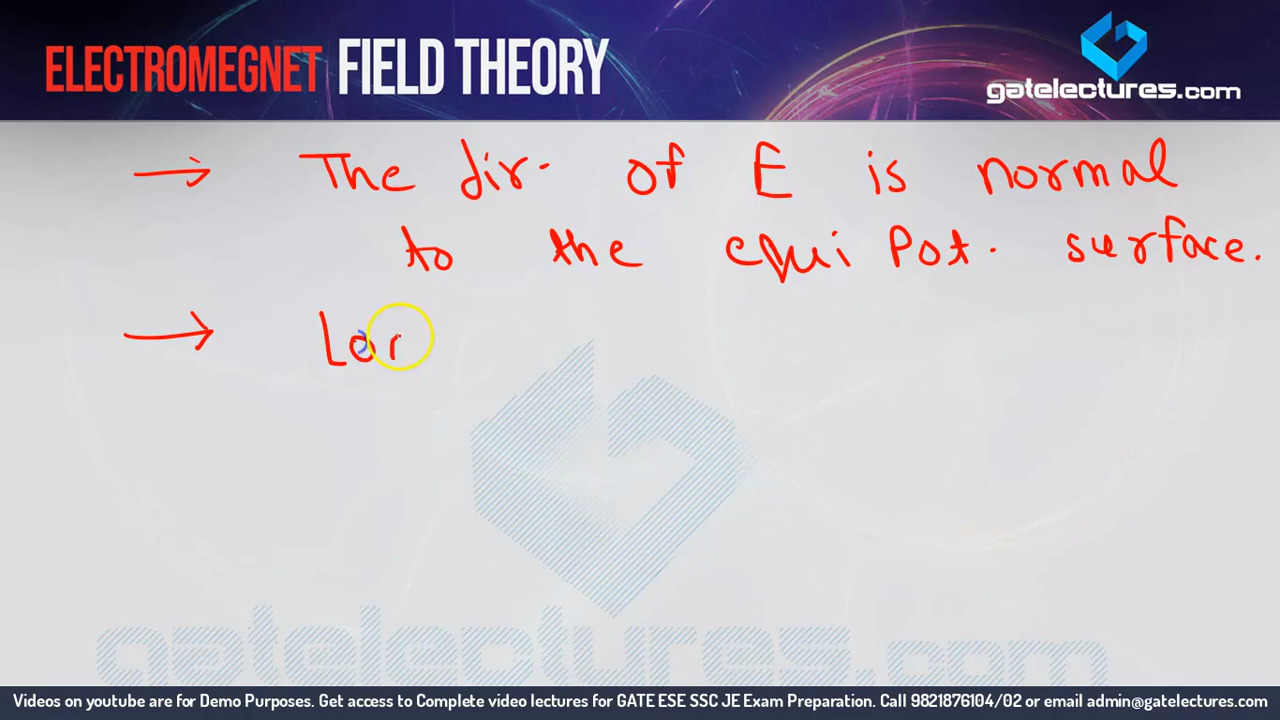 ELECTROMEGNET FIELD THEORY
gatelectures.com
→ The dir. of E is normal
to the equi Pot. surface.
→ Lor
gatelectures.com
Videos on youtube are for Demo Purposes. Get access to Complete video lectures for GATE ESE SSC JE Exam Preparation. Call 9821876104/02 or email admin@gatelectures.com